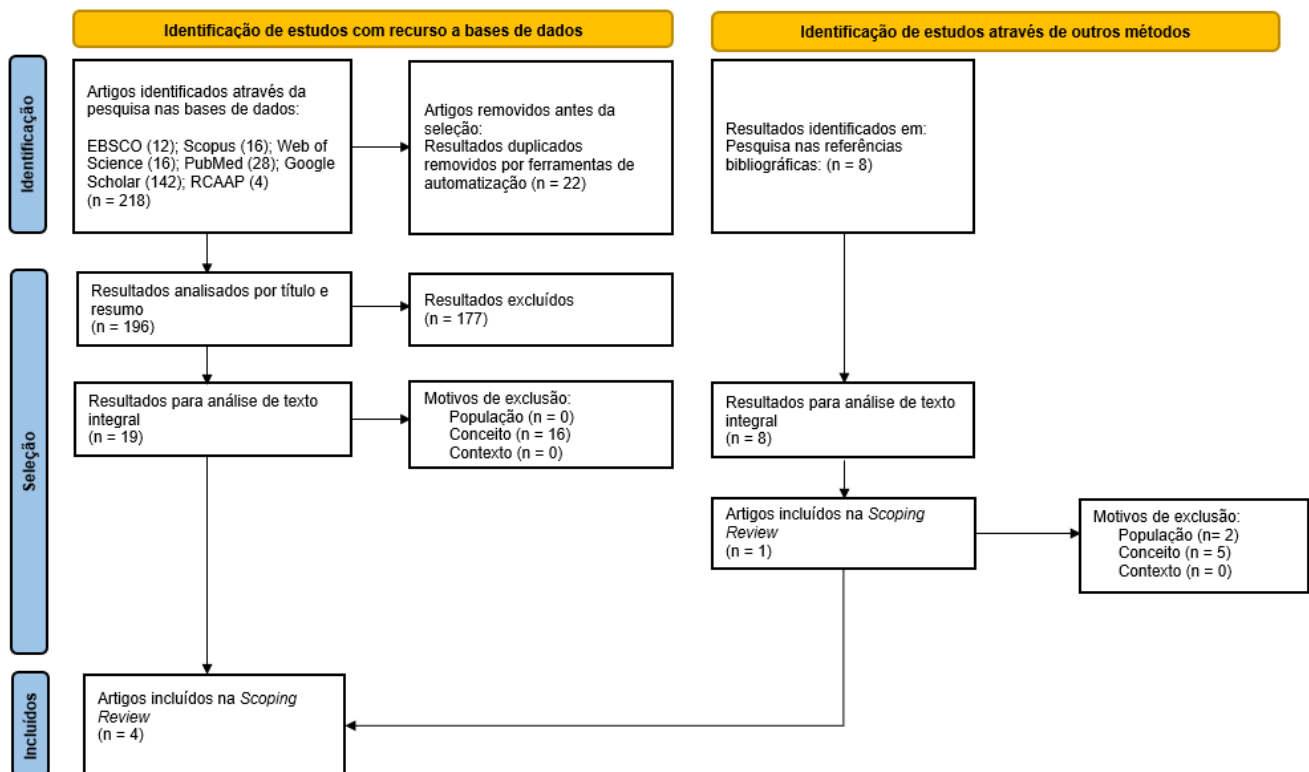 Identificação de estudos com recurso a bases de dados
Identificação de estudos através de outros métodos
Identificação
Artigos identificados através da
pesquisa nas bases de dados:
EBSCO (12); Scopus (16); Web of
Science (16); PubMed (28); Google
Scholar (142); RCAAP (4)
(n = 218)
Artigos removidos antes da
seleção:
Resultados duplicados
removidos por ferramentas de
automatização (n = 22)
Resultados identificados em:
Pesquisa nas referências
bibliográficas: (n = 8)
Seleção
Resultados analisados por título e
resumo
(n = 196)
Resultados excluídos
(n = 177)
Resultados para análise de texto
integral
(n = 19)
Motivos de exclusão:
População (n = 0)
Conceito (n = 16)
Contexto (n = 0)
Resultados para análise de texto
integral
(n = 8)
Artigos incluídos na Scoping
Review
(n = 1)
Motivos de exclusão:
População (n= 2)
Conceito (n = 5)
Contexto (n = 0)
Incluídos
Artigos incluídos na Scoping
Review
(n = 4)